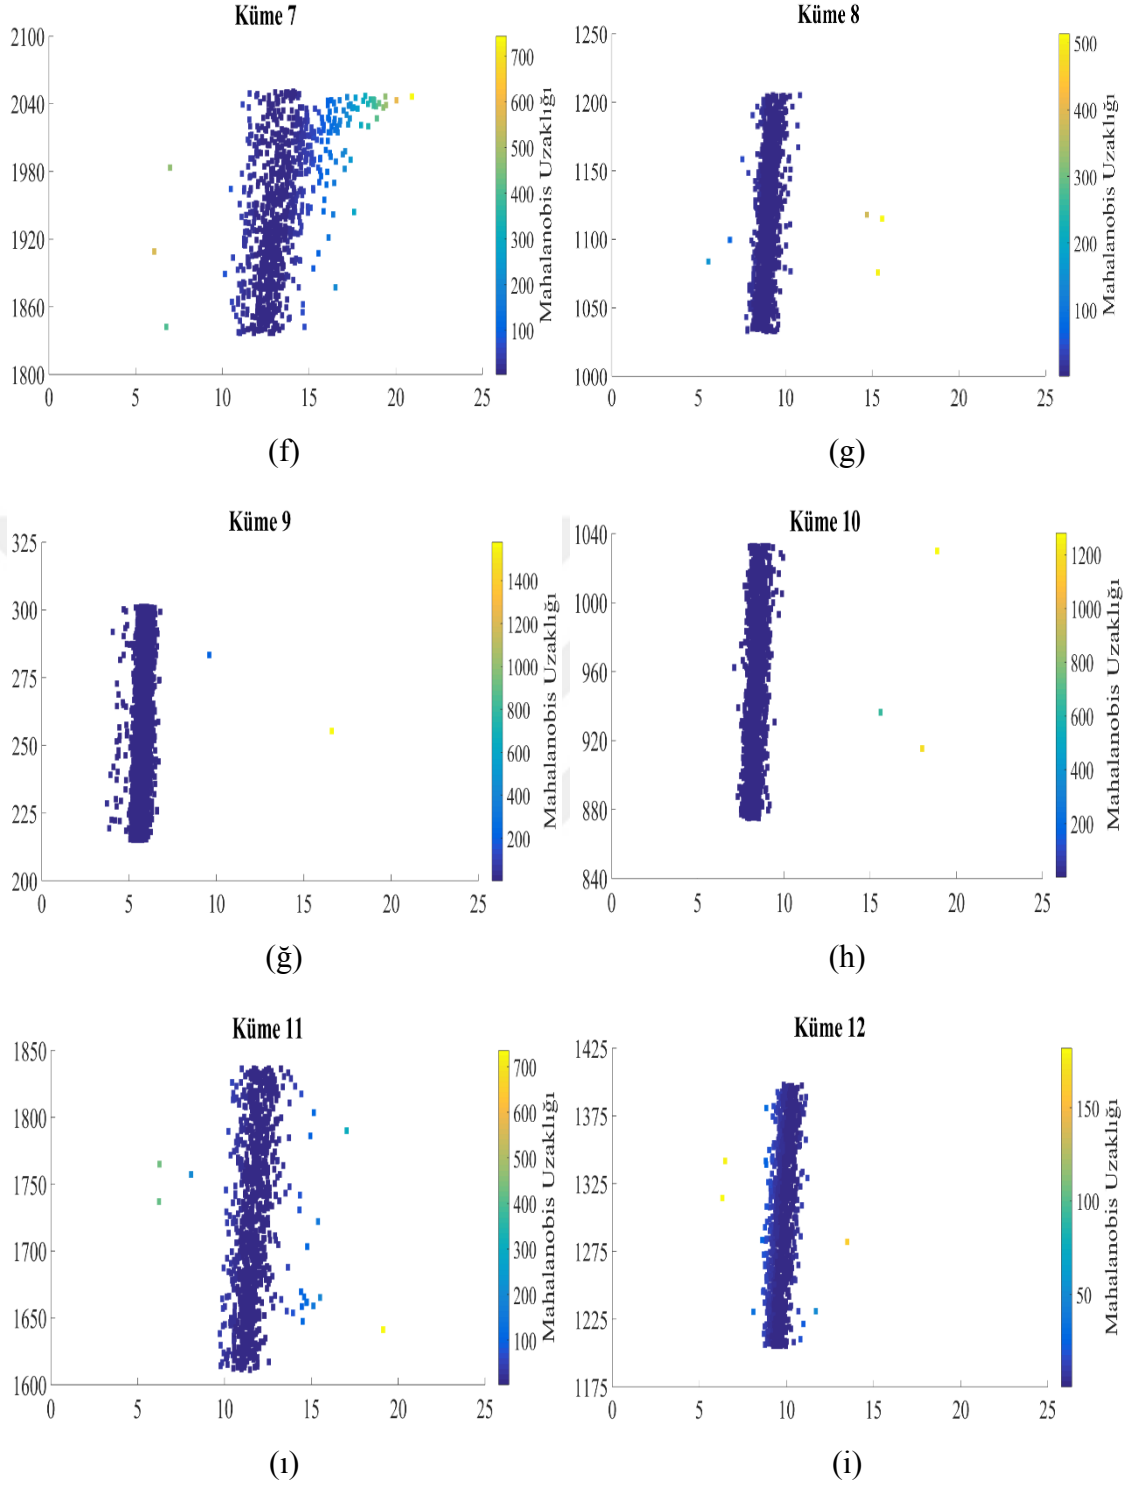 Küme 7
2100
2040
1980
1920
1860
1800
0 5 10 15 20 25
700
600
500
400
300
200
100
Mahalanobis Uzaklığı
(f)
Küme 8
1250
1200
1150
1100
1050
1000
0 5 10 15 20 25
500
400
300
200
100
Mahalanobis Uzaklığı
(g)
Küme 9
325
300
275
250
225
200
0 5 10 15 20 25
1400
1200
1000
800
600
400
200
Mahalanobis Uzaklığı
(ğ)
Küme 10
1040
1000
960
920
880
840
0 5 10 15 20 25
1200
1000
800
600
400
200
Mahalanobis Uzaklığı
(h)
Küme 11
1850
1800
1750
1700
1650
1600
0 5 10 15 20 25
700
600
500
400
300
200
100
Mahalanobis Uzaklığı
(ı)
Küme 12
1425
1375
1325
1275
1225
1175
0 5 10 15 20 25
150
100
50
Mahalanobis Uzaklığı
(i)